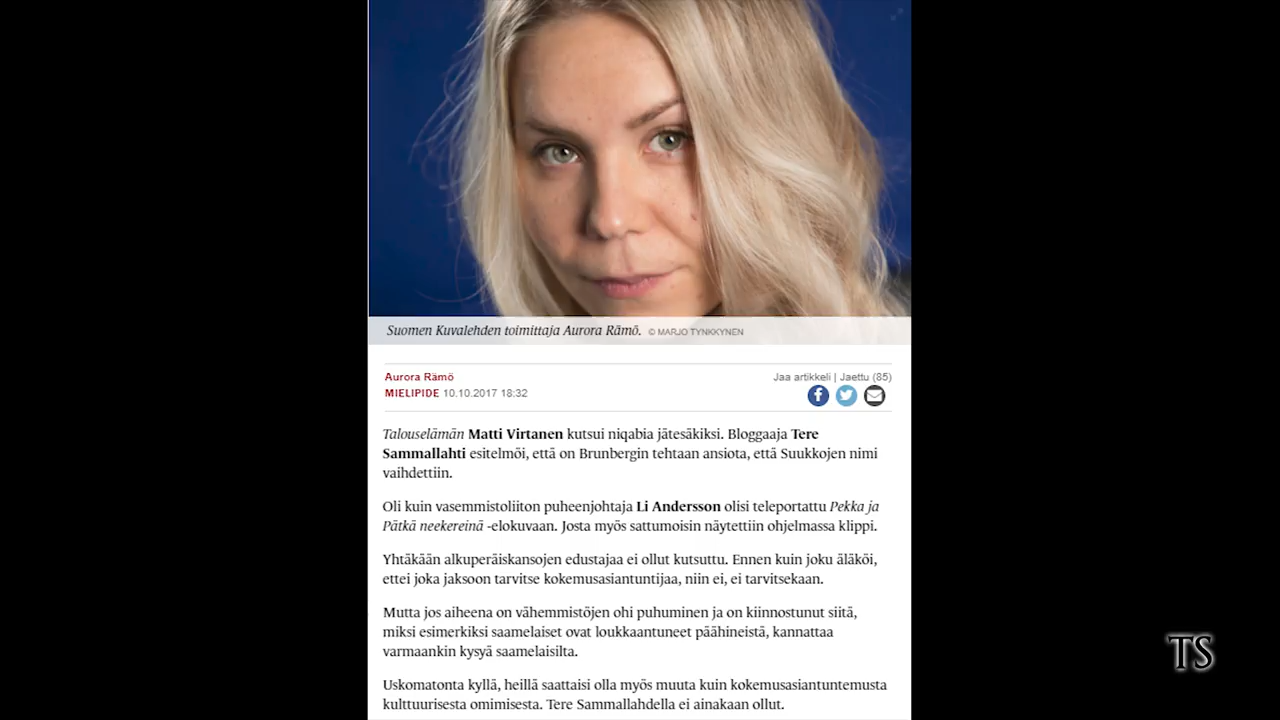 Suomen Kuvalehden toimittaja Aurora Rämö. © MARJO TYNKKYNEN
Aurora Rämö
Jaa artikkeli | Jaettu (85)
MIELIPIDE 10.10.2017 18:32
Talouselämän Matti Virtanen kutsui niqabia jätesäkiksi. Bloggaaja Tere
Sammallahti esitelmöi, että on Brunbergin tehtaan ansiota, että Suukkojen nimi
vaihdettiin.
Oli kuin vasemmistoliiton puheenjohtaja Li Andersson olisi teleportattu Pekka ja
Pätkä neekereinä -elokuvaan. Josta myös sattumoisin näytettiin ohjelmassa klippi.
Yhtäkään alkuperäiskansojen edustajaa ei ollut kutsuttu. Ennen kuin joku äläköi,
ettei joka jaksoon tarvitse kokemusasiantuntijaa, niin ei, ei tarvitsekaan.
Mutta jos aiheena on vähemmistöjen ohi puhuminen ja on kiinnostunut siitä,
miksi esimerkiksi saamelaiset ovat loukkaantuneet päähineistä, kannattaa
varmaankin kysyä saamelaisilta.
Uskomatonta kyllä, heillä saattaisi olla myös muuta kuin kokemusasiantuntemusta
kulttuurisesta omimisesta. Tere Sammallahdella ei ainakaan ollut.
TS